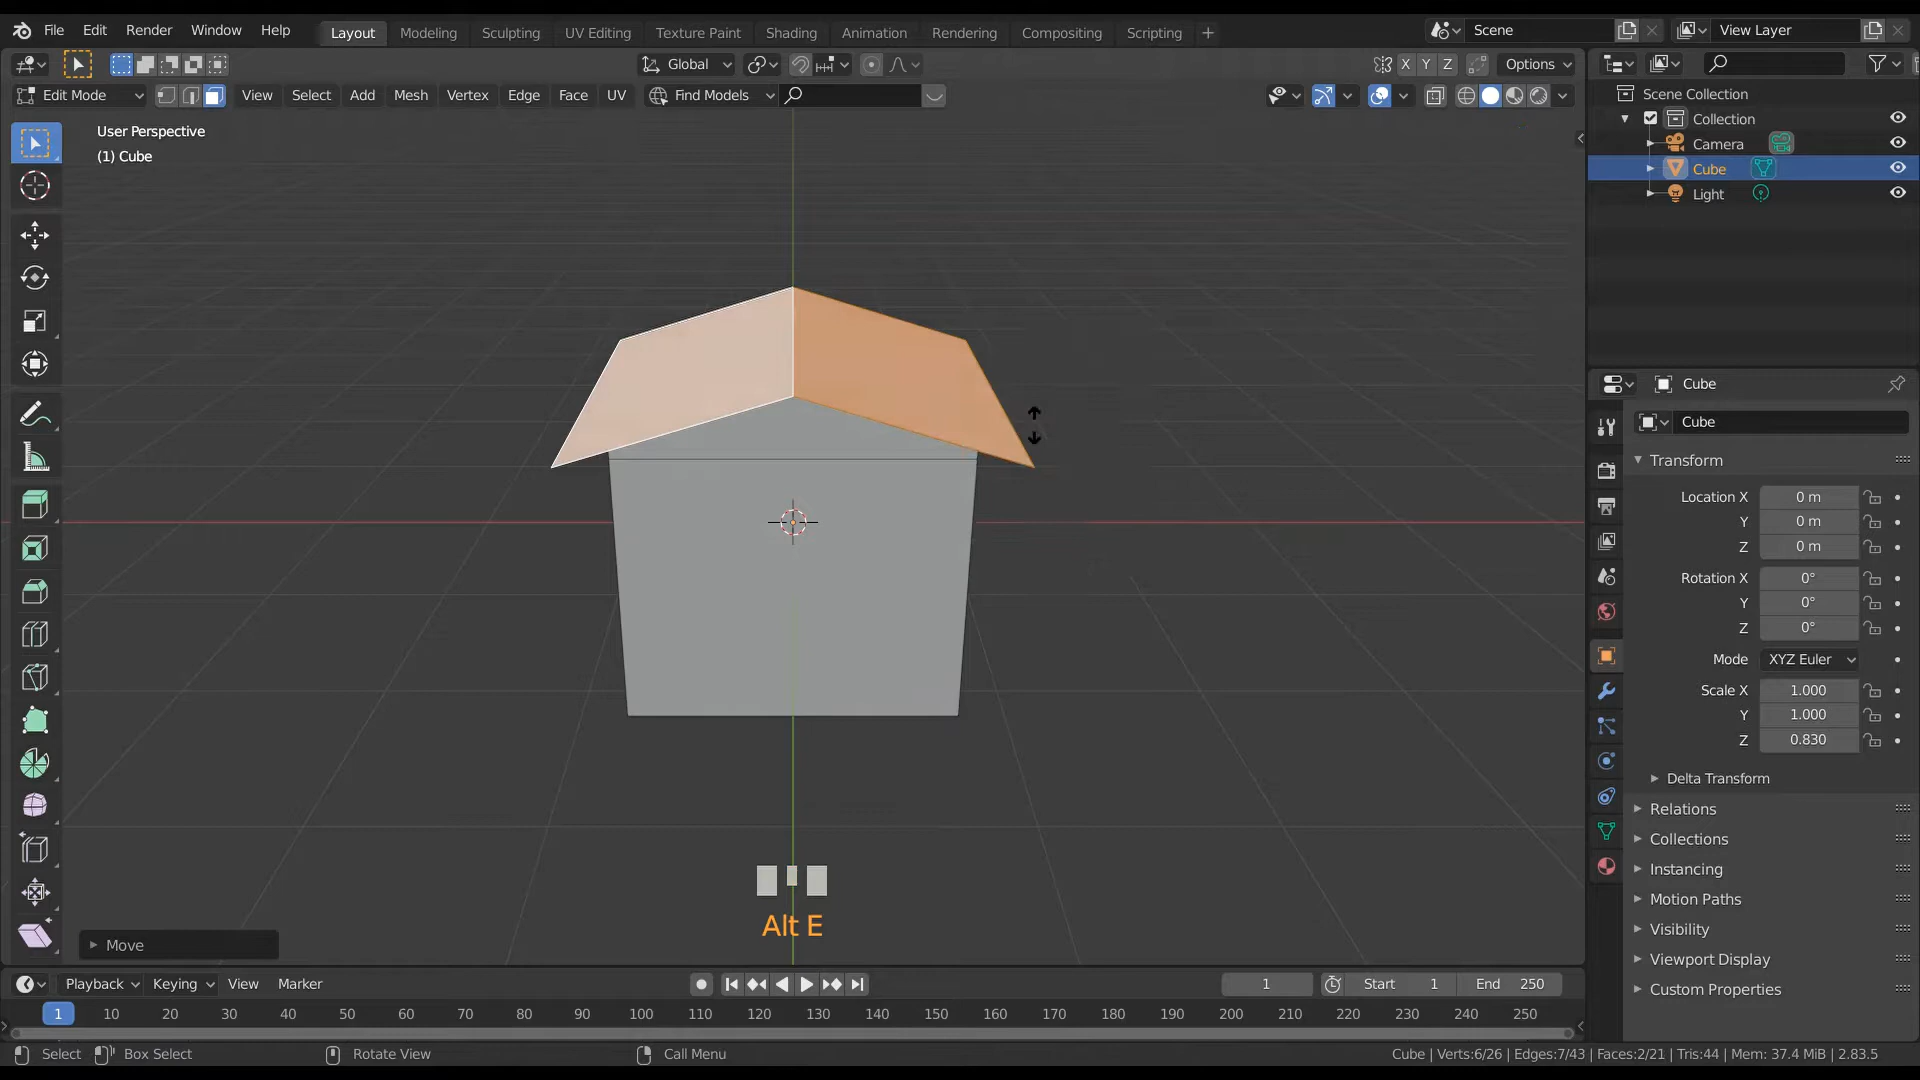 File Edit Render Window Help Layout Modeling Sculpting UV Editing Texture Paint Shading Animation Rendering Compositing Scripting + Scene View Layer
Global X Y Z Options
Edit Mode View Select Add Mesh Vertex Edge Face UV Find Models
User Perspective
(1) Cube
Scene Collection
Collection
Camera
Cube
Light
Cube
Cube
Transform
Location X 0 m
Y 0 m
Z 0 m
Rotation X 0°
Y 0°
Z 0°
Mode XYZ Euler
Scale X 1.000
Y 1.000
Z 0.830
Delta Transform
Relations
Collections
Instancing
Motion Paths
Visibility
Viewport Display
Custom Properties
Alt E
Move
Playback Keying View Marker 1 Start 1 End 250
1 10 20 30 40 50 60 70 80 90 100 110 120 130 140 150 160 170 180 190 200 210 220 230 240 250
Select Box Select Rotate View Call Menu Cube | Verts:6/26 | Edges:7/43 | Faces:2/21 | Tris:44 | Mem: 37.4 MiB | 2.83.5